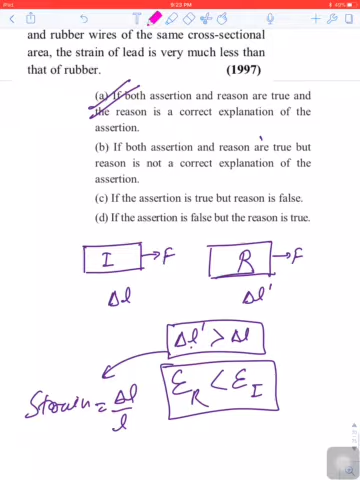 iPad
9:23 PM
49%
and rubber wires of the same cross-sectional
area, the strain of lead is very much less than
that of rubber. (1997)
(a) If both assertion and reason are true and
the reason is a correct explanation of the
assertion.
(b) If both assertion and reason are true but
reason is not a correct explanation of the
assertion.
(c) If the assertion is true but reason is false.
(d) If the assertion is false but the reason is true.
I → F R → F
Δl Δl'
Δl' > Δl
Strain = Δl/l
ε_R < ε_I